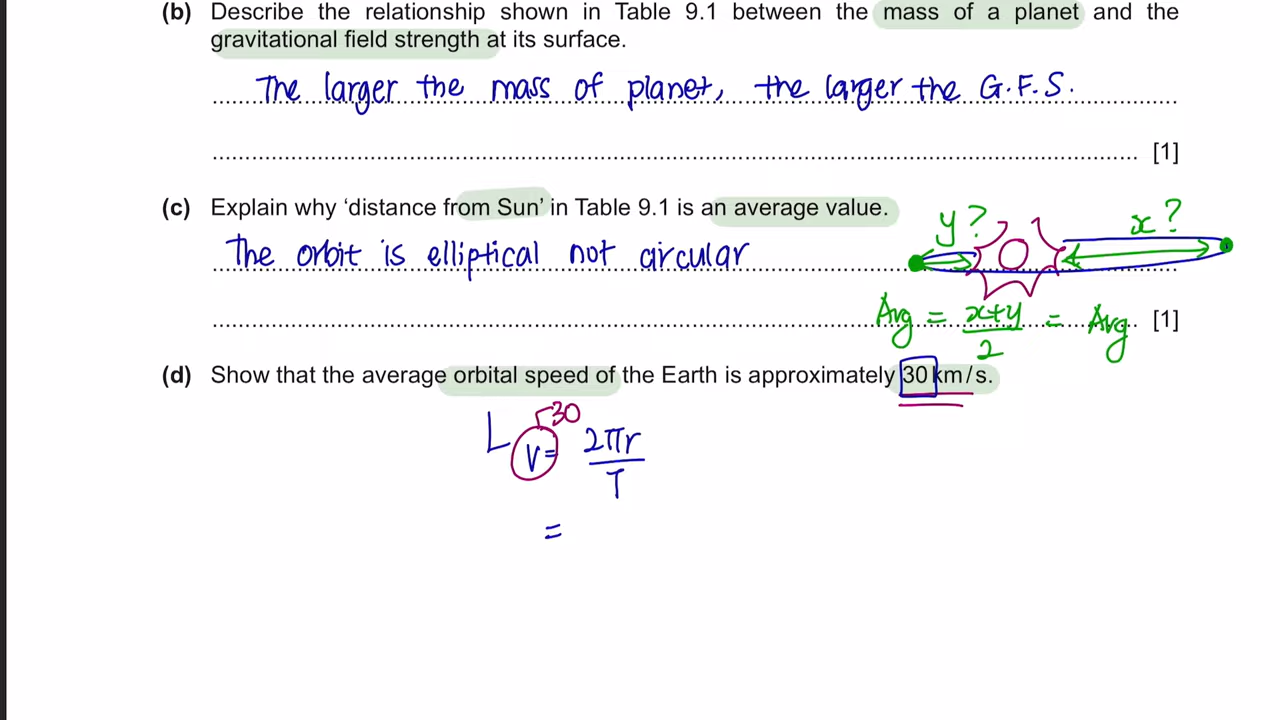 (b) Describe the relationship shown in Table 9.1 between the mass of a planet and the
gravitational field strength at its surface.
The larger the mass of planet, the larger the G.F.S.
[1]
(c) Explain why ‘distance from Sun’ in Table 9.1 is an average value.
y? x?
The orbit is elliptical not circular
Avg = x+y/2 = Avg [1]
(d) Show that the average orbital speed of the Earth is approximately 30 km/s.
30
V = 2πr/T
=